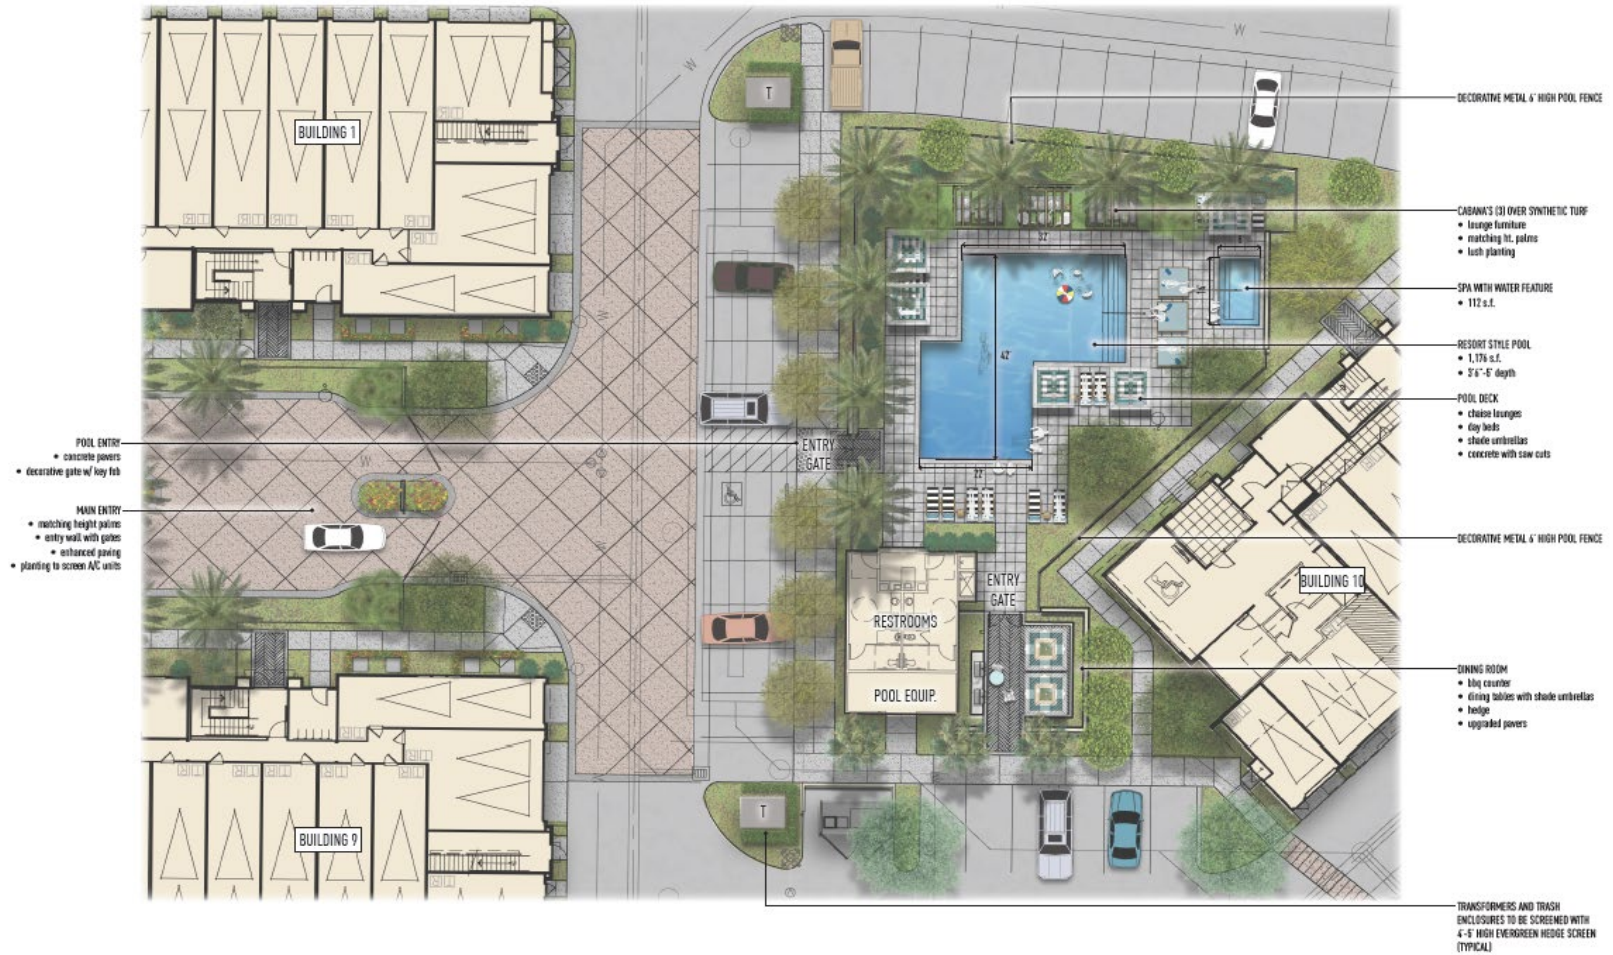 BUILDING 1
T
W
W
DECORATIVE METAL 6' HIGH POOL FENCE
CABANA'S (3) OVER SYNTHETIC TURF
• lounge furniture
• matching ht. palms
• lush planting
32'
SPA WITH WATER FEATURE
• 112 s.f.
W
RESORT STYLE POOL
• 1,176 s.f.
• 3'6"-5' depth
42'
POOL DECK
• chaise lounges
• day beds
• shade umbrellas
• concrete with saw cuts
POOL ENTRY
• concrete pavers
• decorative gate w/ key fob
ENTRY
GATE
W
22'
MAIN ENTRY
• matching height palms
• entry wall with gates
• enhanced paving
• planting to screen A/C units
DECORATIVE METAL 6' HIGH POOL FENCE
W
ENTRY
GATE
BUILDING 10
RESTROOMS
POOL EQUIP.
DINING ROOM
• bbq counter
• dining tables with shade umbrellas
• hedge
• upgraded pavers
W
T
BUILDING 9
TRANSFORMERS AND TRASH
ENCLOSURES TO BE SCREENED WITH
4'-5' HIGH EVERGREEN HEDGE SCREEN
(TYPICAL)